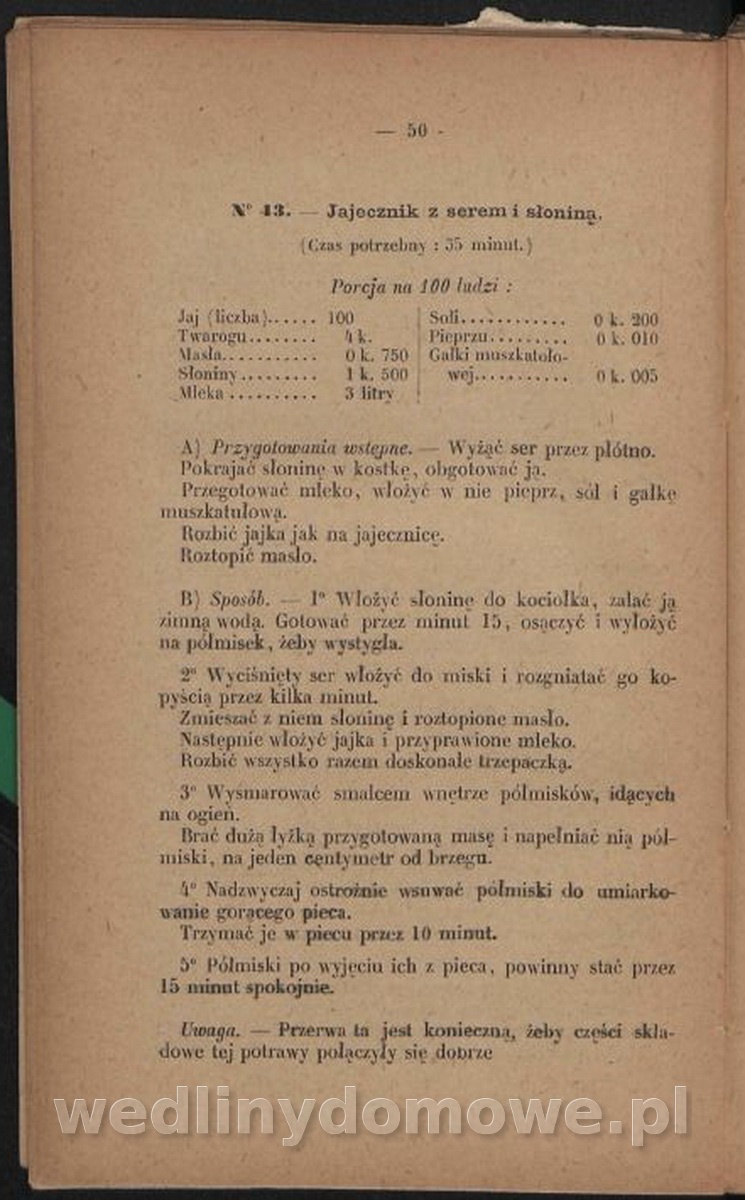 — 50 -
N° 43. — Jajecznik z serem i słoniną.
(Czas potrzebny : 35 minut.)
Porcja na 100 ludzi :
Jaj (liczba)...... 100
Twarogu........ 4 k.
Masła........... 0 k. 750
Słoniny......... 1 k. 500
Mleka.......... 3 litry
Soli............ 0 k. 200
Pieprzu......... 0 k. 010
Gałki muszkatoło-
wej........... 0 k. 005
A) Przygotowania wstępne. — Wyżąć ser przez płótno.
Pokrajać słoninę w kostkę, obgotować ją.
Przegotować mleko, włożyć w nie pieprz, sól i gałkę
muszkatułową.
Rozbić jajka jak na jajecznicę.
Roztopić masło.
B) Sposób. — 1° Włożyć słoninę do kociołka, zalać ją
zimną wodą. Gotować przez minut 15, osączyć i wyłożyć
na półmisek, żeby wystygła.
2° Wyciśnięty ser włożyć do miski i rozgniatać go ko-
pyścią przez kilka minut.
Zmieszać z niem słoninę i roztopione masło.
Następnie włożyć jajka i przyprawione mleko.
Rozbić wszystko razem doskonale trzepaczką.
3° Wysmarować smalcem wnętrze półmisków, idących
na ogień.
Brać dużą łyżką przygotowaną masę i napełniać nią pół-
miski, na jeden centymetr od brzegu.
4° Nadzwyczaj ostrożnie wsuwać półmiski do umiarko-
wanie gorącego pieca.
Trzymać je w piecu przez 10 minut.
5° Półmiski po wyjęciu ich z pieca, powinny stać przez
15 minut spokojnie.
Uwaga. — Przerwa ta jest konieczną, żeby części skła-
dowe tej potrawy połączyły się dobrze
wedlinydomowe.pl